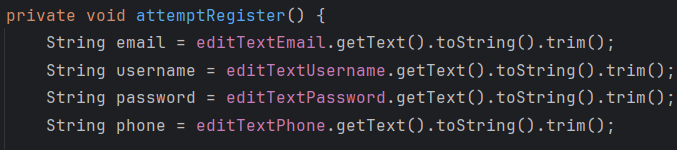 private void attemptRegister() {
    String email = editTextEmail.getText().toString().trim();
    String username = editTextUsername.getText().toString().trim();
    String password = editTextPassword.getText().toString().trim();
    String phone = editTextPhone.getText().toString().trim();